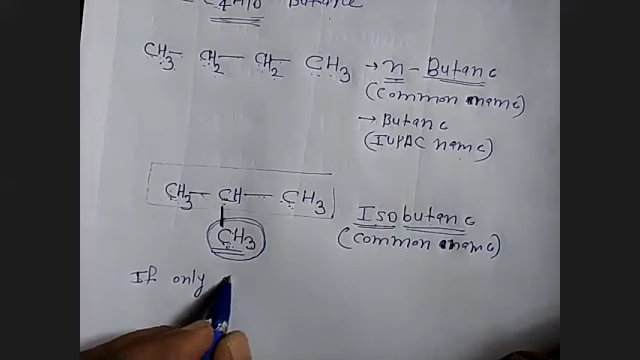 - C4H10 Butane
CH3 - CH2 - CH2 - CH3 → n - Butane
(Common name)
→ Butane
(IUPAC name)
CH3 - CH - CH3
CH3
Isobutane
(Common name)
If only